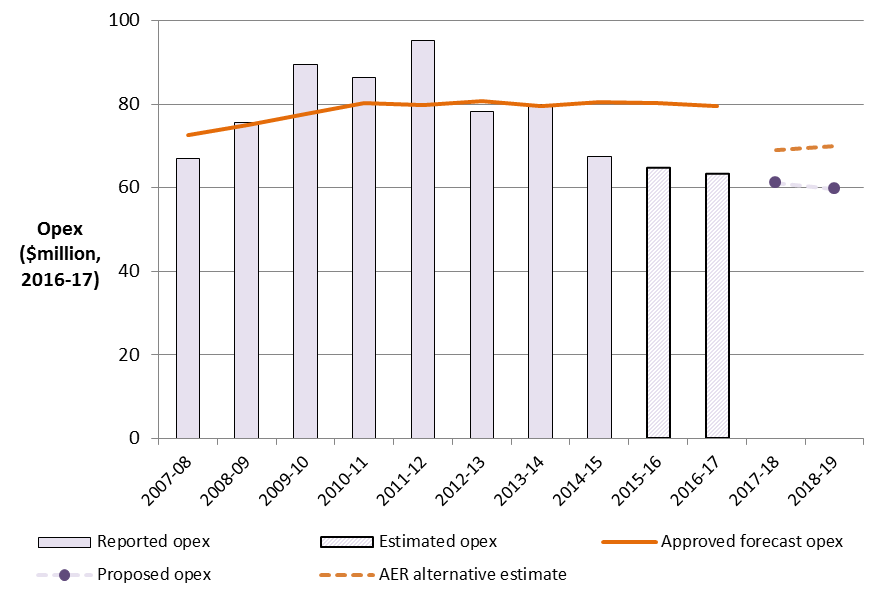 100
80
60
40
20
0
Opex
($million,
2016-17)
2007-08
2008-09
2009-10
2010-11
2011-12
2012-13
2013-14
2014-15
2015-16
2016-17
2017-18
2018-19
Reported opex
Estimated opex
Approved forecast opex
Proposed opex
AER alternative estimate